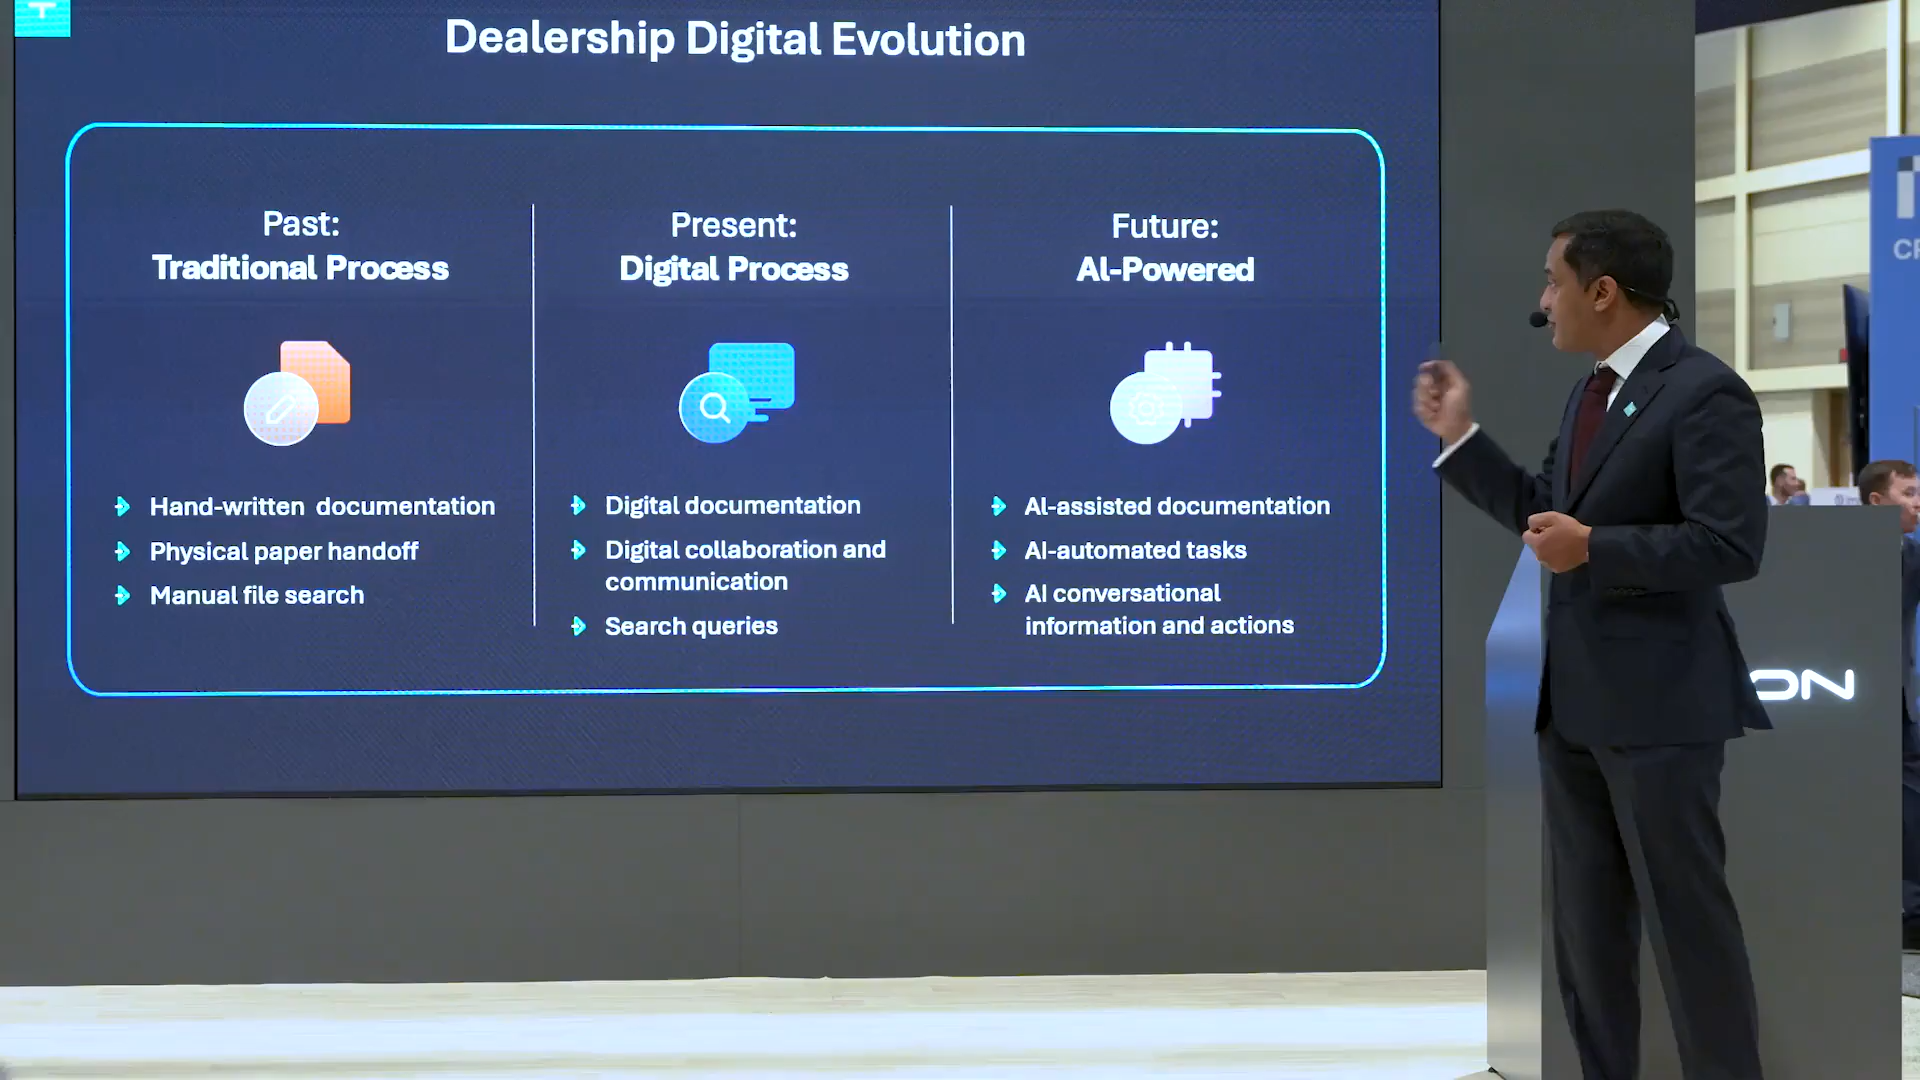 Dealership Digital Evolution
Past:
Traditional Process
Hand-written documentation
Physical paper handoff
Manual file search
Present:
Digital Process
Digital documentation
Digital collaboration and
communication
Search queries
Future:
AI-Powered
AI-assisted documentation
AI-automated tasks
AI conversational
information and actions
ON